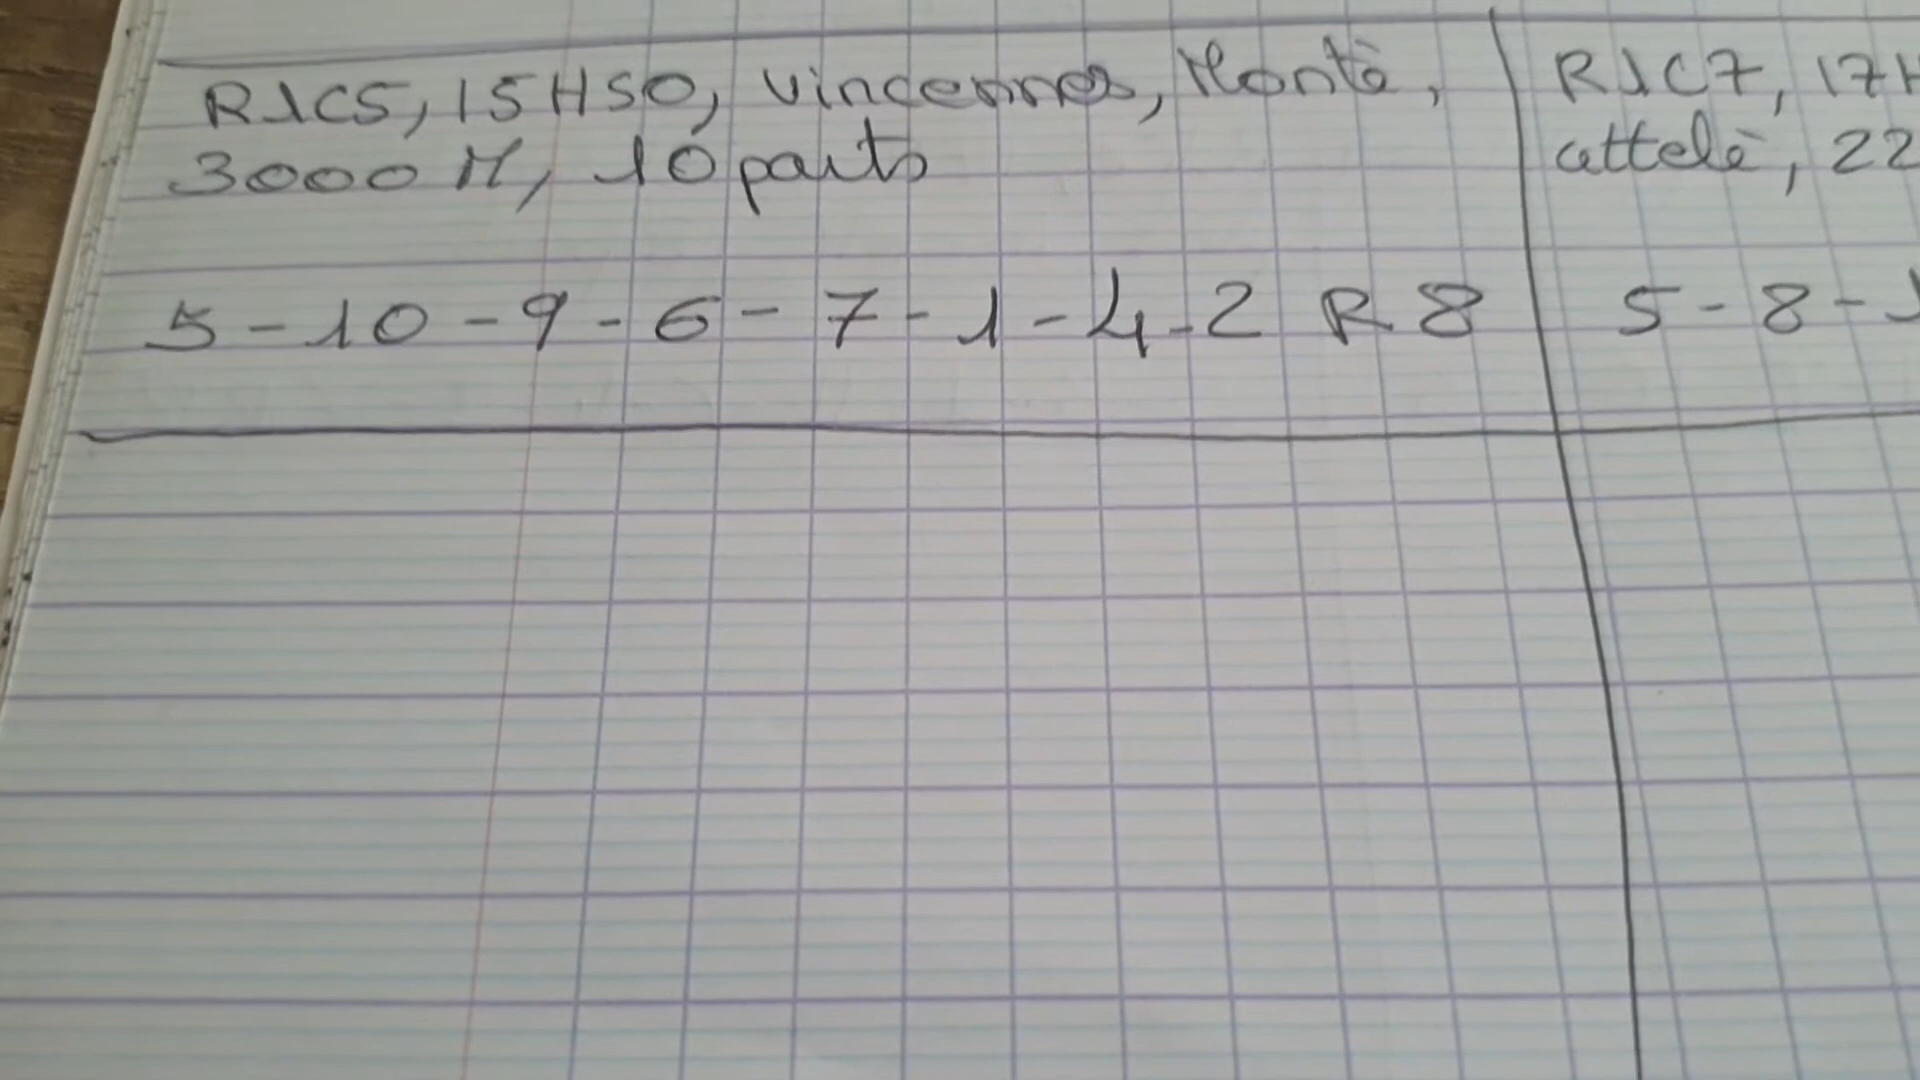 R1C5, 15H50, Vincennes, Monté,
3000 M, 10 parts
5 - 10 - 9 - 6 - 7 - 1 - 4 - 2 R 8
R1C7, 17H
attelé, 22
5 - 8 -